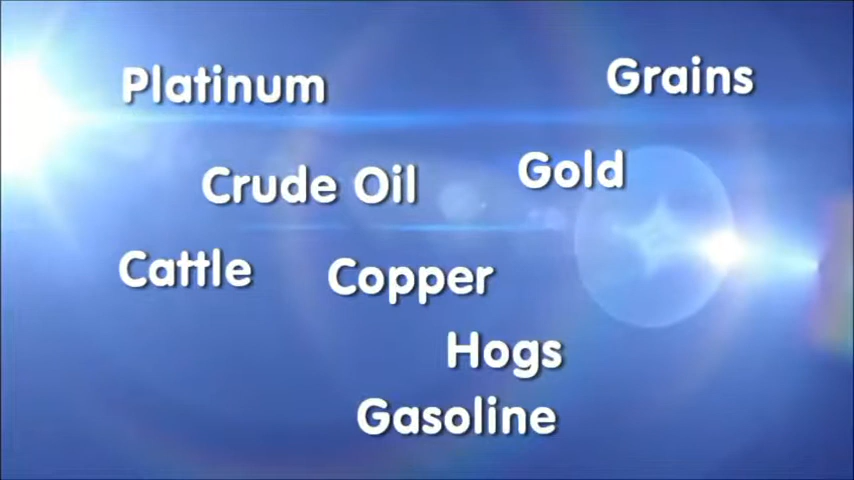 Platinum
Grains
Crude Oil
Gold
Cattle
Copper
Hogs
Gasoline